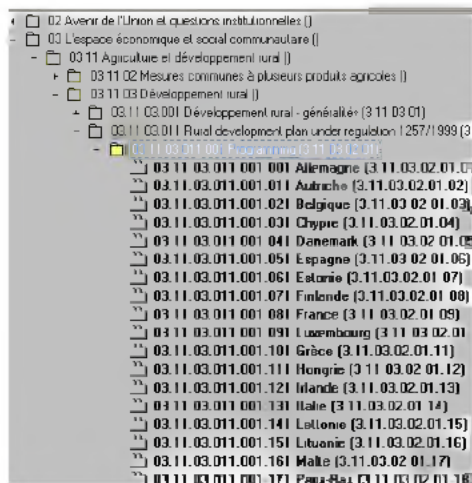 02 Avenir de l'Union et questions institutionnelles ()
03 L'espace économique et social communautaire ()
03 11 Agriculture et développement rural ()
03 11 02 Mesures communes à plusieurs produits agricoles ()
03 11 03 Développement rural ()
03.11 03.001 Développement rural - généralités (3 11 03 01)
03.11 03.011 Rural development plan under regulation 1257/1999 (3
03 11 03.011.001.001 Allemagne (3.11.03.02.01.0
03 11 03.011.001.011 Autriche (3.11.03.02.01.02)
03 11 03.011 001.021 Belgique (3.11.03 02 01.03)
03 11 03.011 001.031 Chypre (3.11.03.02.01.04)
03 11 03.011 001 041 Danemark (3 11 03.02 01.05
03 11.03.011.001.051 Espagne (3.11.03 02 01.06)
03.11.03.011.001.061 Estonie (3.11.03.02.01 07)
03.11.03.011.001.071 Finlande (3.11.03.02.01 08)
03 11 03.011 001 081 France (3 11 03.02.01 09)
03 11 03.011.001 091 Luxembourg (3 11 03 02.01
03.11.03.011.001.101 Grèce (3.11.03.02.01.11)
03 11 03.011.001.111 Hongrie (3 11 03.02 01.12)
03 11 03.011.001.121 Irlande (3.11.03.02.01.13)
03 11 03.011.001.131 Italie (3 11.03.02.01 14)
03.11.03.011.001.141 Lettonie (3.11.03.02.01.15)
03.11.03.011.001.151 Lituanie (3.11.03.02.01.16)
03.11.03.011.001.161 Malte (3.11.03.02 01.17)